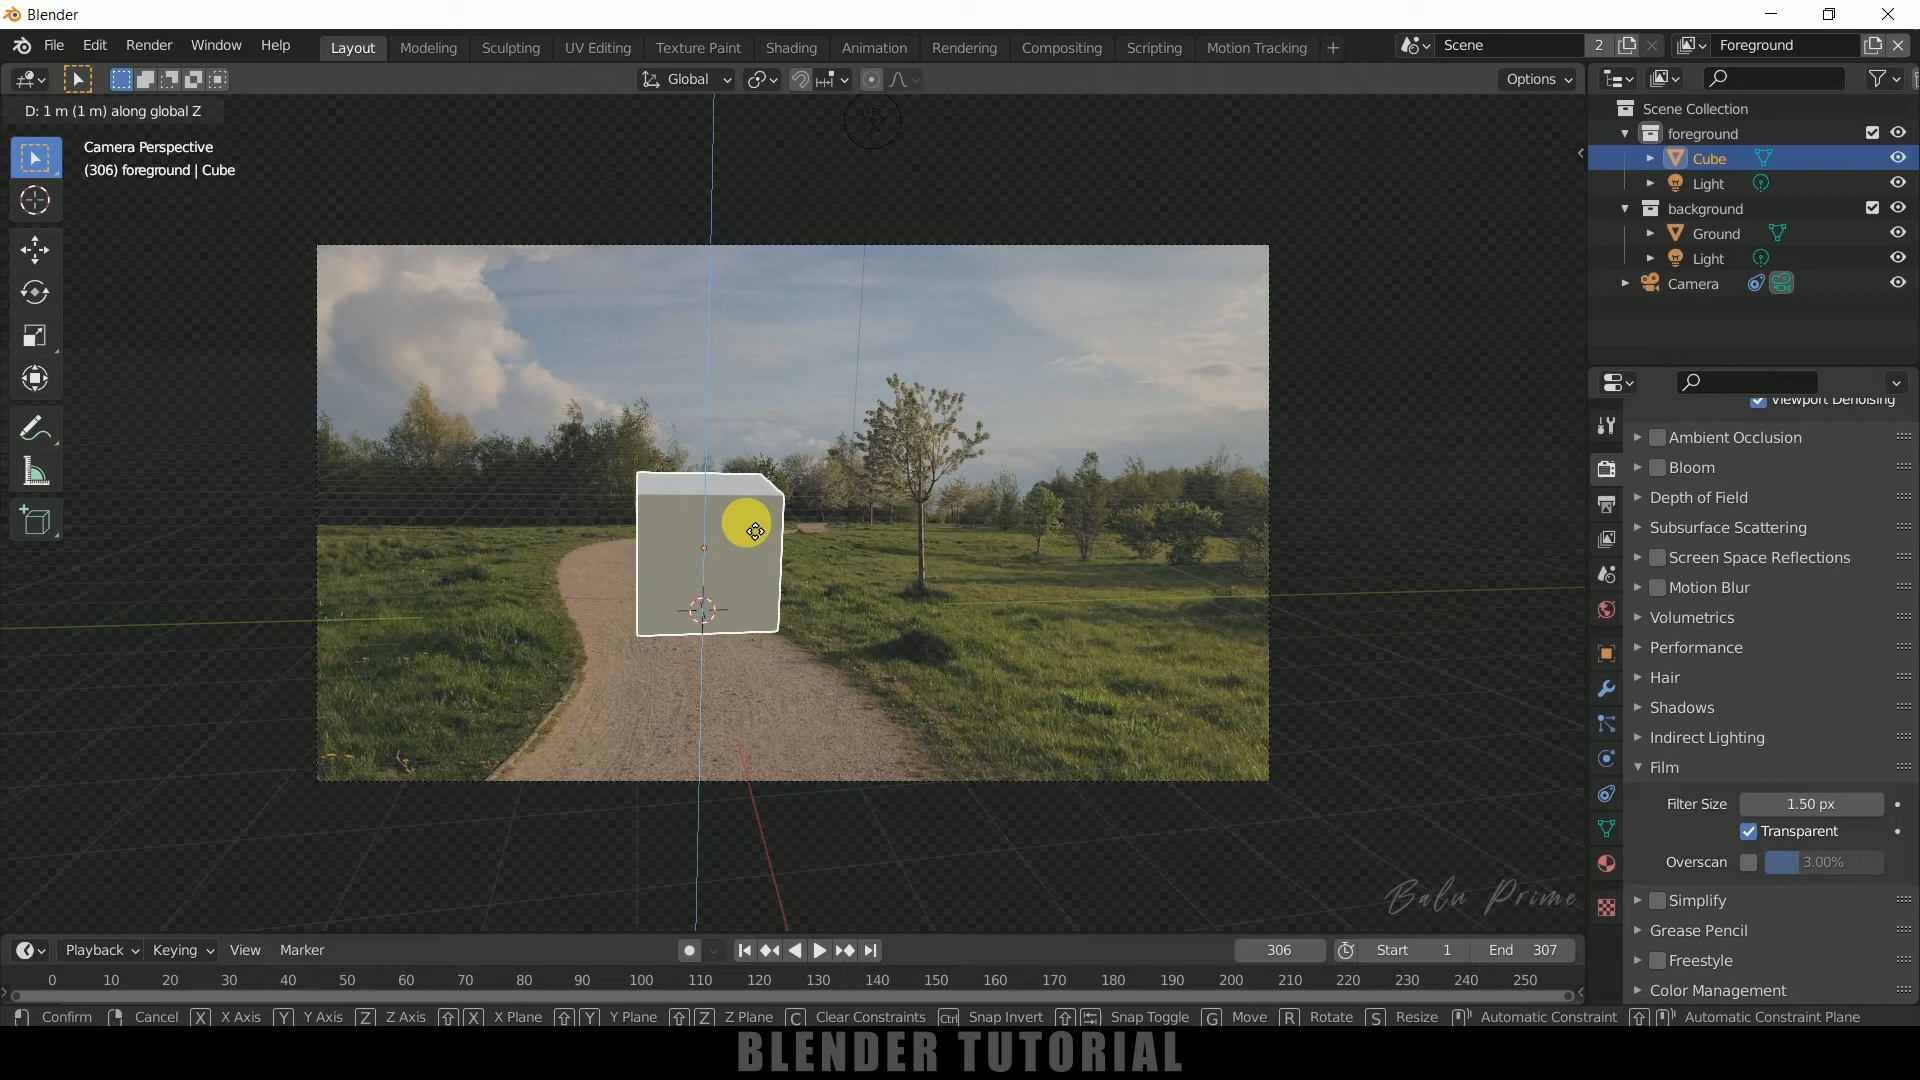 Blender
File Edit Render Window Help Layout Modeling Sculpting UV Editing Texture Paint Shading Animation Rendering Compositing Scripting Motion Tracking Scene 2 Foreground
Global Options
D: 1 m (1 m) along global Z
Camera Perspective
(306) foreground | Cube
Scene Collection
foreground
Cube
Light
background
Ground
Light
Camera
Viewport Denoising
Ambient Occlusion
Bloom
Depth of Field
Subsurface Scattering
Screen Space Reflections
Motion Blur
Volumetrics
Performance
Hair
Shadows
Indirect Lighting
Film
Filter Size 1.50 px
Transparent
Overscan 3.00%
Simplify
Grease Pencil
Freestyle
Color Management
Balu Prime
Playback Keying View Marker 306 Start 1 End 307
0 10 20 30 40 50 60 70 80 90 100 110 120 130 140 150 160 170 180 190 200 210 220 230 240 250
Confirm Cancel X X Axis Y Y Axis Z Z Axis X X Plane Y Y Plane Z Z Plane C Clear Constraints Ctrl Snap Invert Snap Toggle G Move R Rotate S Resize Automatic Constraint Automatic Constraint Plane
BLENDER TUTORIAL